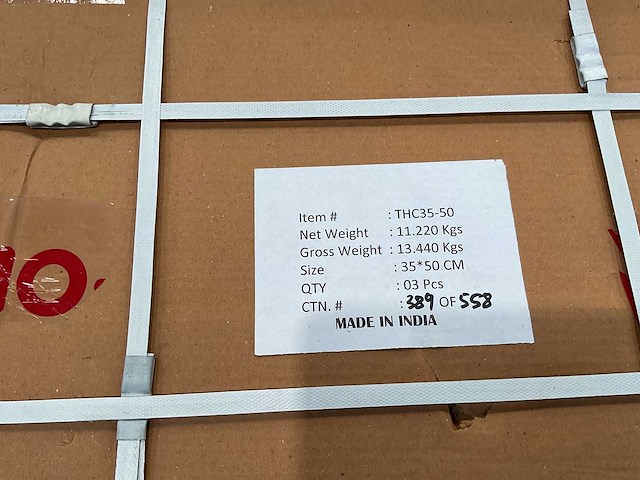 Item # : THC35-50
Net Weight : 11.220 Kgs
Gross Weight : 13.440 Kgs
Size : 35*50 CM
QTY : 03 Pcs
CTN. # : 389 OF 558
MADE IN INDIA